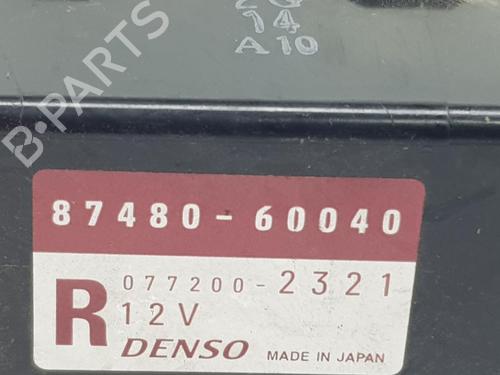 14
A10
B-PARTS
87480-60040
R
077200-2321
12V
DENSO
MADE IN JAPAN